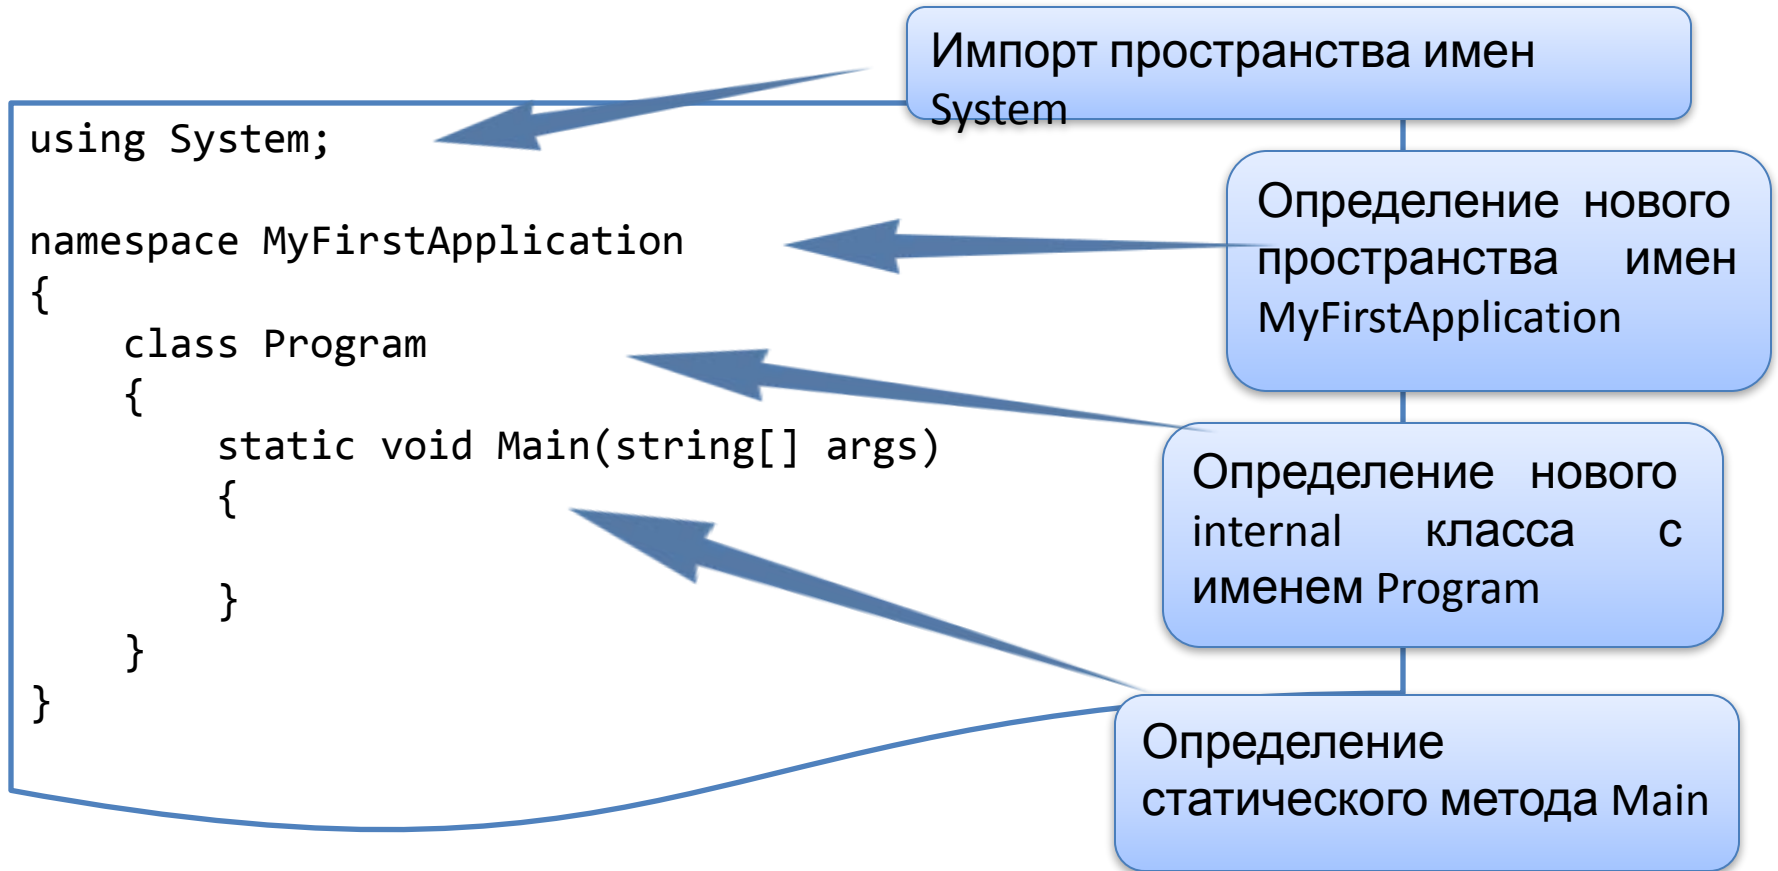 using System;
namespace MyFirstApplication
{
class Program
{
static void Main(string[] args)
{
}
}
}
Импорт пространства имен
System
Определение нового
пространства имен
MyFirstApplication
Определение нового
internal класса с
именем Program
Определение
статического метода Main